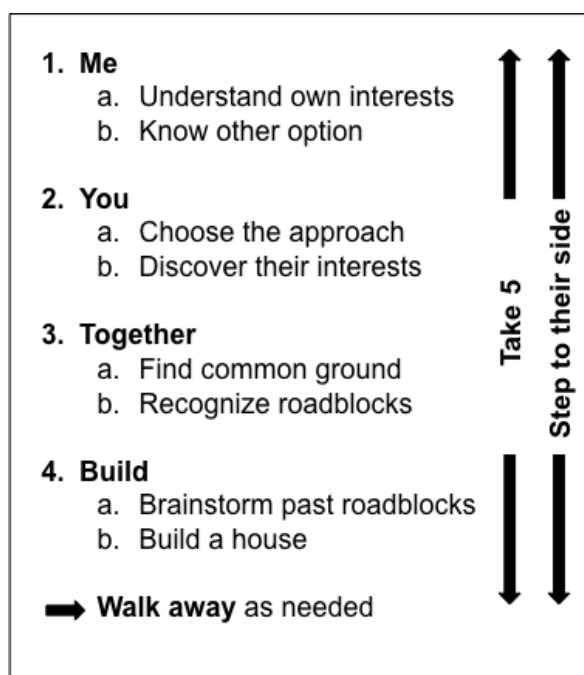 1. Me
a. Understand own interests
b. Know other option
2. You
a. Choose the approach
b. Discover their interests
3. Together
a. Find common ground
b. Recognize roadblocks
4. Build
a. Brainstorm past roadblocks
b. Build a house
Walk away as needed
Take 5
Step to their side